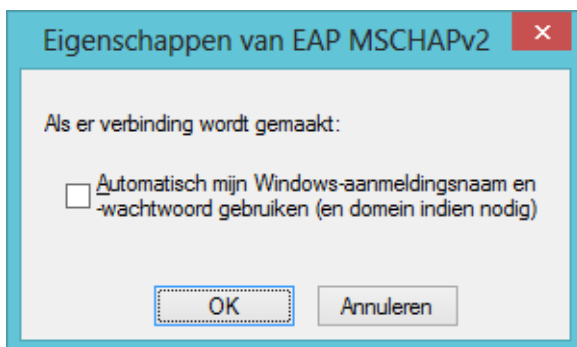 Eigenschappen van EAP MSCHAPv2
Als er verbinding wordt gemaakt:
Automatisch mijn Windows-aanmeldingsnaam en
-wachtwoord gebruiken (en domein indien nodig)
OK Annuleren